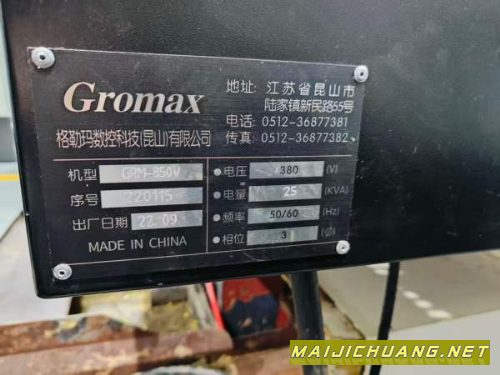 Gromax
格勒玛数控科技(昆山)有限公司
地址: 江苏省昆山市
陆家镇新民路55号
电话: 0512-36877381
传真: 0512-36877382
机型 GRM-850V
序号 220115
出厂日期 22.09
MADE IN CHINA
电压 380 (V)
电量 25 (KVA)
频率 50/60 (Hz)
相位 3 (Φ)
MAIJICHUANG.NET